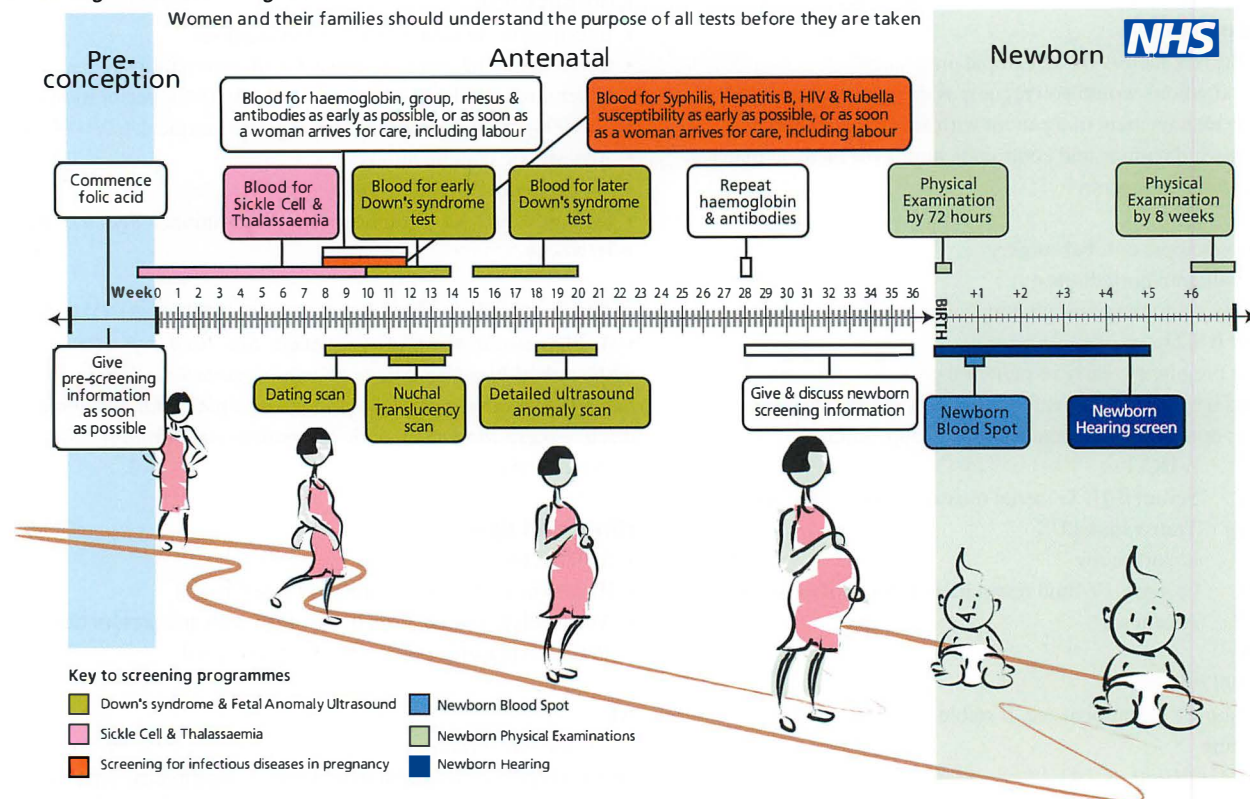 Women and their families should understand the purpose of all tests before they are taken
NHS
Pre-
conception
Antenatal
Newborn
Blood for haemoglobin, group, rhesus &
antibodies as early as possible, or as soon as
a woman arrives for care, including labour
Blood for Syphilis, Hepatitis B, HIV & Rubella
susceptibility as early as possible, or as soon
as a woman arrives for care, including labour
Commence
folic acid
Blood for
Sickle Cell &
Thalassaemia
Blood for early
Down's syndrome
test
Blood for later
Down's syndrome
test
Repeat
haemoglobin
& antibodies
Physical
Examination
by 72 hours
Physical
Examination
by 8 weeks
Week 0 1 2 3 4 5 6 7 8 9 10 11 12 13 14 15 16 17 18 19 20 21 22 23 24 25 26 27 28 29 30 31 32 33 34 35 36
BIRTH
+1 +2 +3 +4 +5 +6
Give
pre-screening
information
as soon
as possible
Dating scan
Nuchal
Translucency
scan
Detailed ultrasound
anomaly scan
Give & discuss newborn
screening information
Newborn
Blood Spot
Newborn
Hearing screen
Key to screening programmes
Down's syndrome & Fetal Anomaly Ultrasound
Sickle Cell & Thalassaemia
Screening for infectious diseases in pregnancy
Newborn Blood Spot
Newborn Physical Examinations
Newborn Hearing